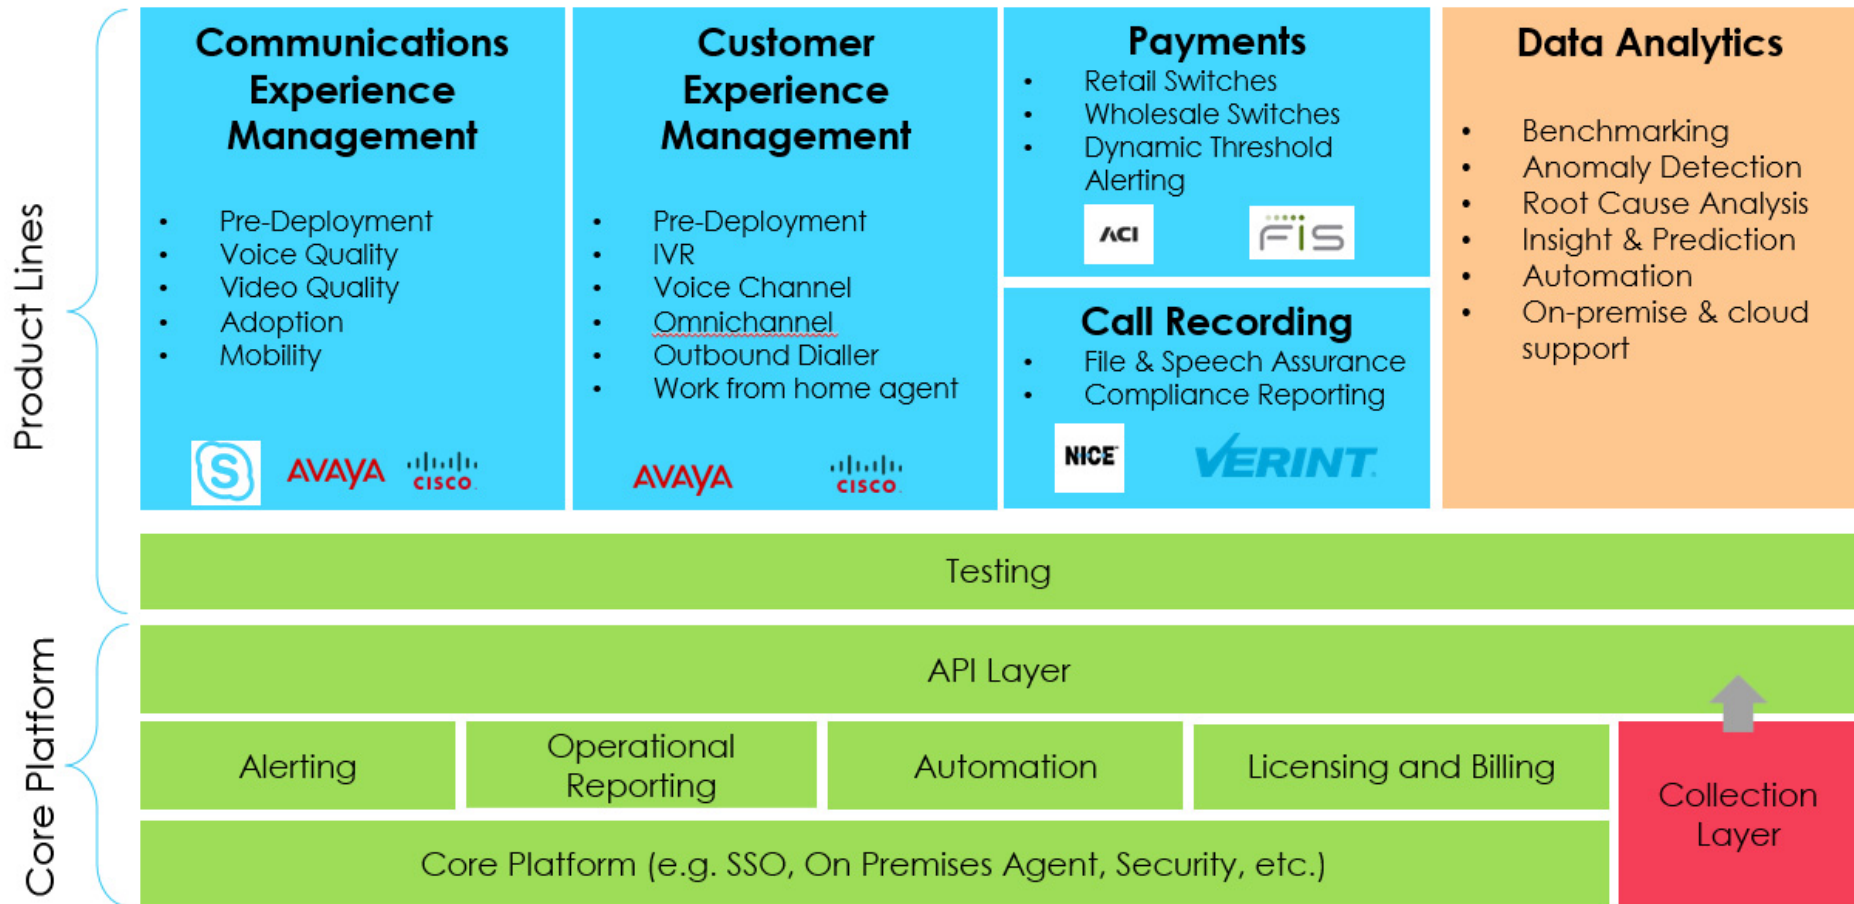 Product Lines
Communications
Experience
Management
• Pre-Deployment
• Voice Quality
• Video Quality
• Adoption
• Mobility
S
AVAYA
CISCO
Customer
Experience
Management
• Pre-Deployment
• IVR
• Voice Channel
• Omnichannel
• Outbound Dialler
• Work from home agent
AVAYA
CISCO
Payments
• Retail Switches
• Wholesale Switches
• Dynamic Threshold
Alerting
ACI
FIS
Call Recording
• File & Speech Assurance
• Compliance Reporting
NICE
VERINT
Data Analytics
• Benchmarking
• Anomaly Detection
• Root Cause Analysis
• Insight & Prediction
• Automation
• On-premise & cloud
support
Testing
Core Platform
API Layer
Alerting
Operational
Reporting
Automation
Licensing and Billing
Collection
Layer
Core Platform (e.g. SSO, On Premises Agent, Security, etc.)